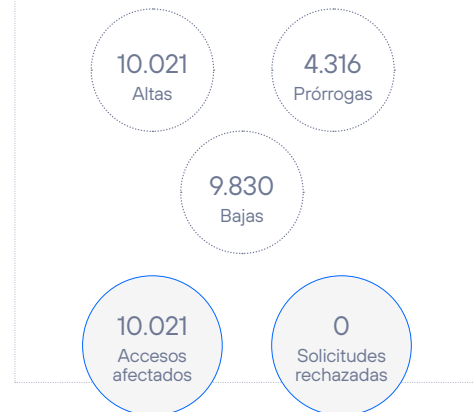 10.021
Altas
4.316
Prórrogas
9.830
Bajas
10.021
Accesos
afectados
0
Solicitudes
rechazadas